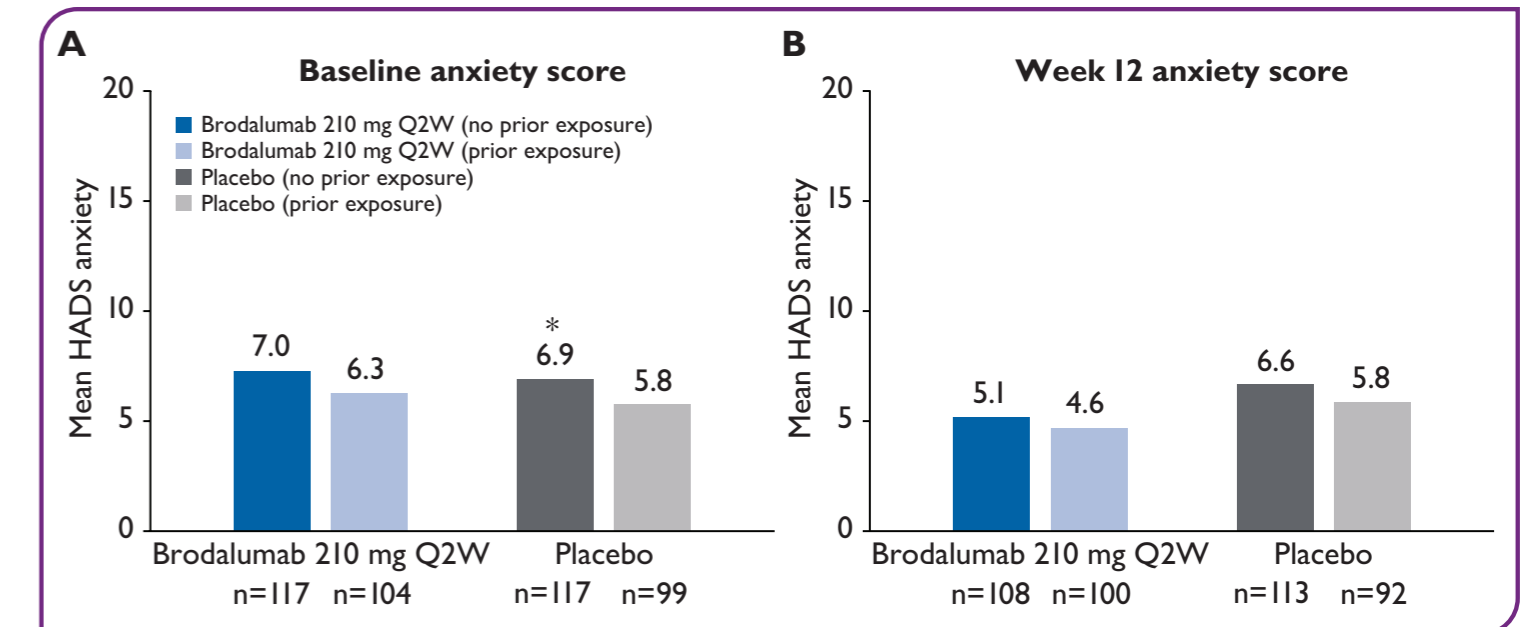 A
Baseline anxiety score
Mean HADS anxiety
20
15
10
5
0
Brodalumab 210 mg Q2W (no prior exposure)
Brodalumab 210 mg Q2W (prior exposure)
Placebo (no prior exposure)
Placebo (prior exposure)
7.0
6.3
*
6.9
5.8
Brodalumab 210 mg Q2W Placebo
n=117 n=104 n=117 n=99
B
Week 12 anxiety score
Mean HADS anxiety
20
15
10
5
0
5.1
4.6
6.6
5.8
Brodalumab 210 mg Q2W Placebo
n=108 n=100 n=113 n=92